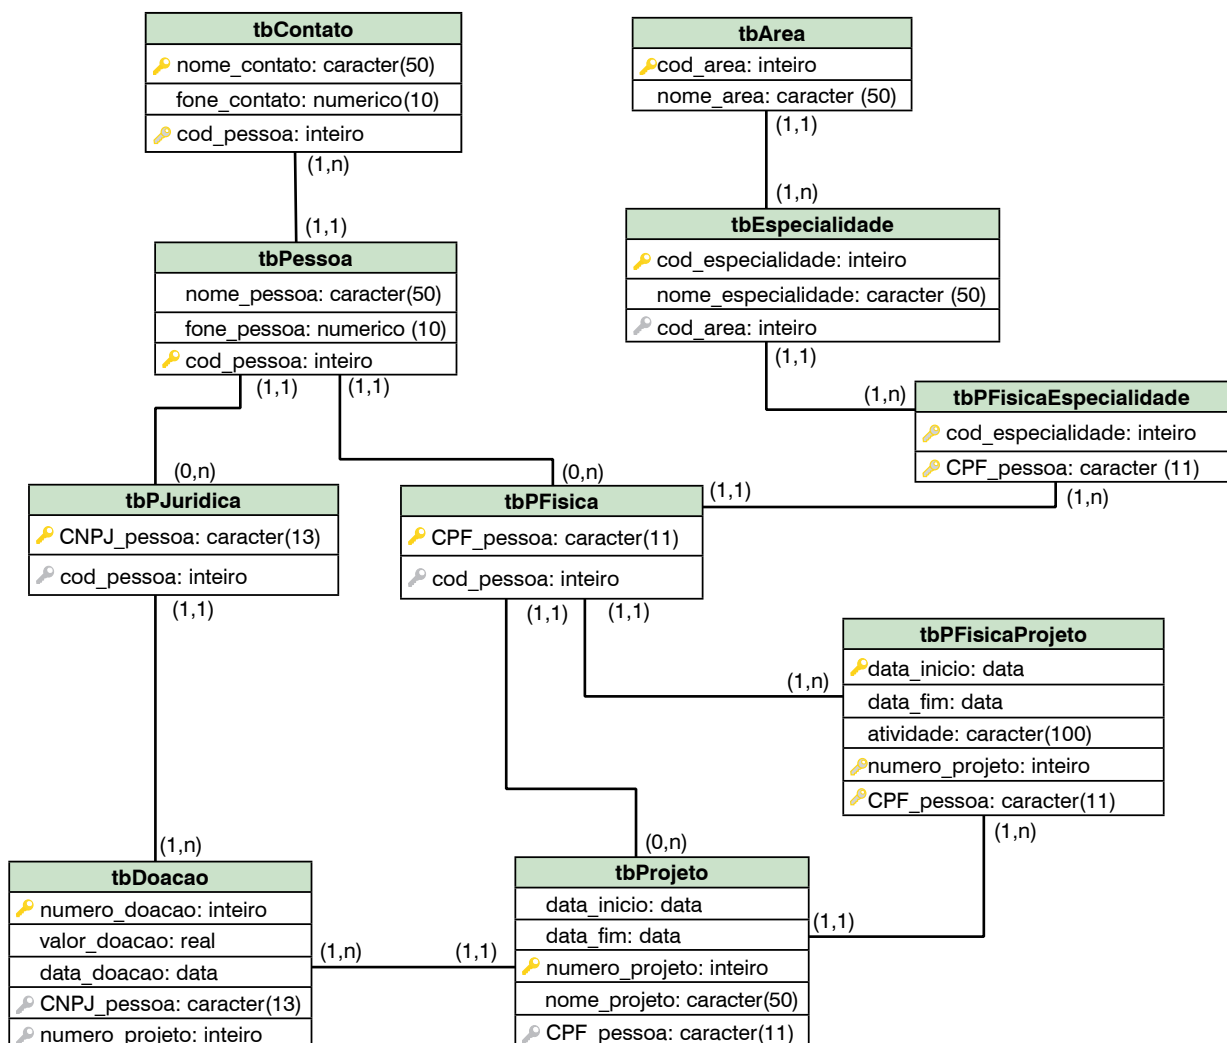 tbContato
nome_contato: caracter(50)
fone_contato: numerico(10)
cod_pessoa: inteiro
(1,n)
(1,1)
tbArea
cod_area: inteiro
nome_area: caracter (50)
(1,1)
(1,n)
tbPessoa
nome_pessoa: caracter(50)
fone_pessoa: numerico (10)
cod_pessoa: inteiro
(1,1)
(1,1)
tbEspecialidade
cod_especialidade: inteiro
nome_especialidade: caracter (50)
cod_area: inteiro
(1,1)
(1,n)
tbPFisicaEspecialidade
cod_especialidade: inteiro
CPF_pessoa: caracter (11)
(1,n)
(0,n)
tbPJuridica
CNPJ_pessoa: caracter(13)
cod_pessoa: inteiro
(1,1)
(0,n)
(1,1)
tbPFisica
CPF_pessoa: caracter(11)
cod_pessoa: inteiro
(1,1)
(1,1)
(1,n)
tbPFisicaProjeto
data_inicio: data
data_fim: data
atividade: caracter(100)
numero_projeto: inteiro
CPF_pessoa: caracter(11)
(1,n)
(1,n)
tbDoacao
numero_doacao: inteiro
valor_doacao: real
data_doacao: data
CNPJ_pessoa: caracter(13)
numero_projeto: inteiro
(1,n)
(1,1)
(0,n)
tbProjeto
data_inicio: data
data_fim: data
numero_projeto: inteiro
nome_projeto: caracter(50)
CPF_pessoa: caracter(11)
(1,1)